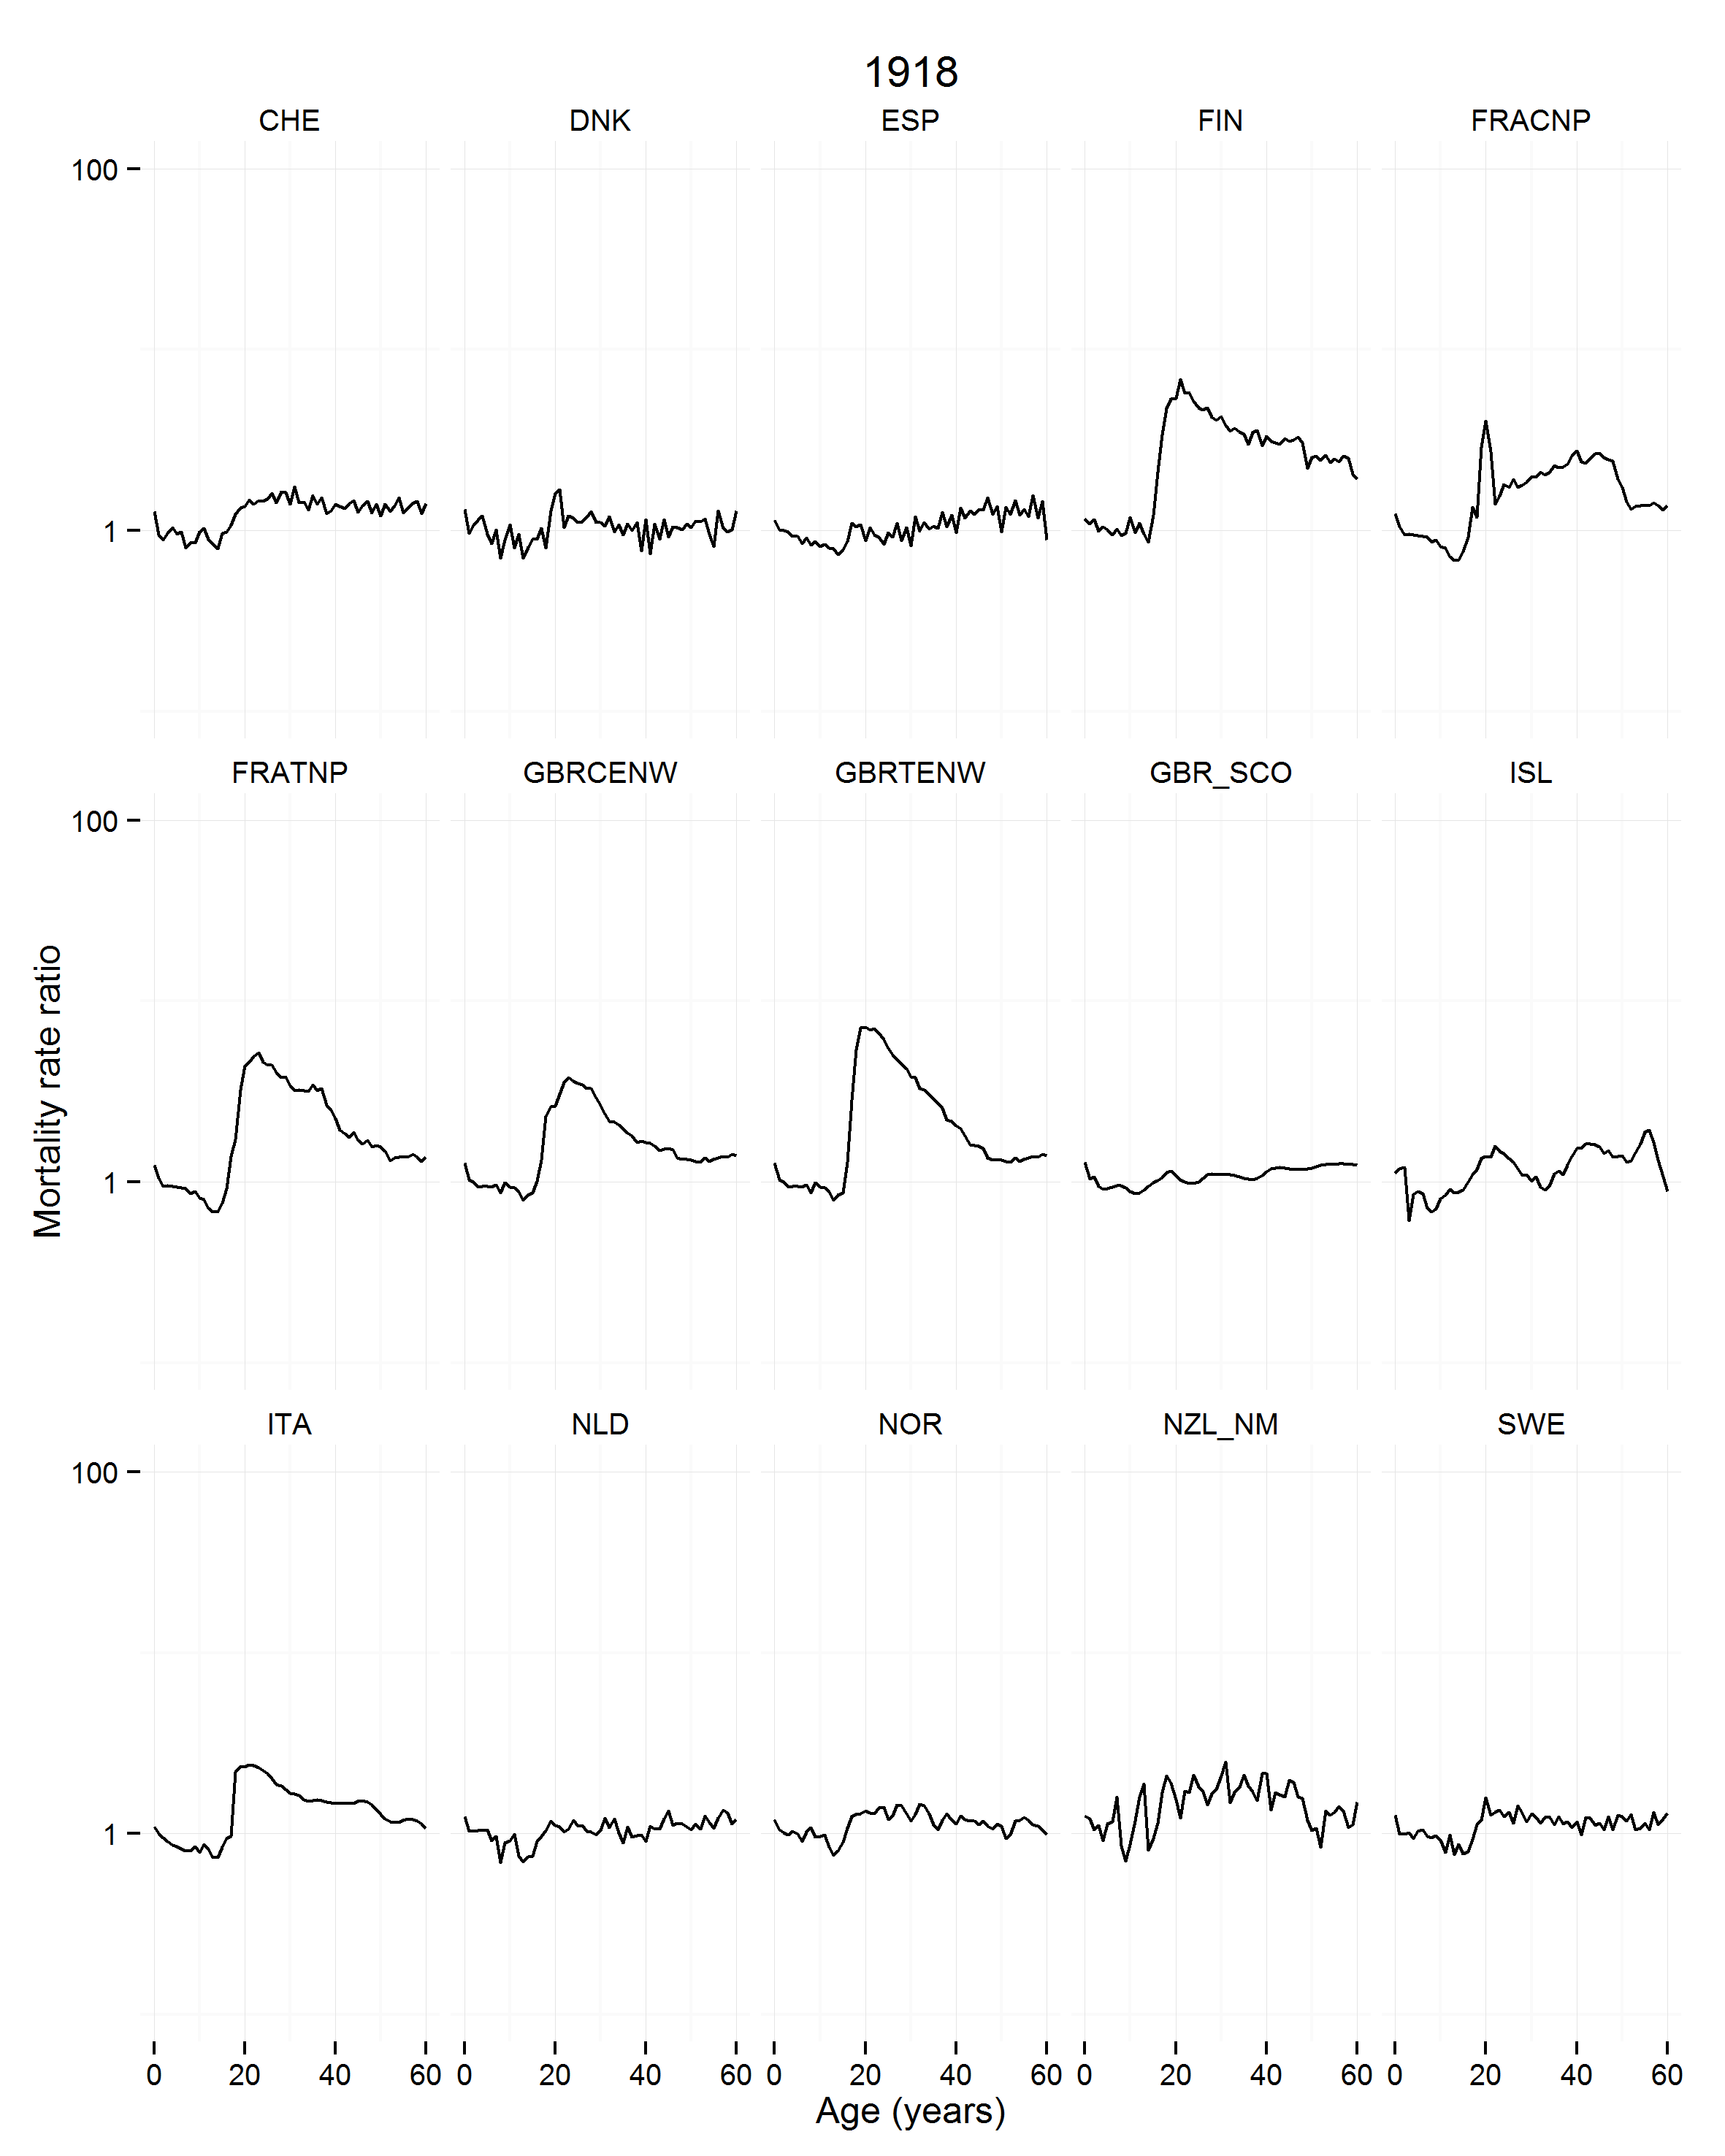 1918
CHE DNK ESP FIN FRACNP
100
1
FRATNP GBRCENW GBRTENW GBR_SCO ISL
100
1
Mortality rate ratio
ITA NLD NOR NZL_NM SWE
100
1
0 20 40 60 0 20 40 60 0 20 40 60 0 20 40 60 0 20 40 60
Age (years)